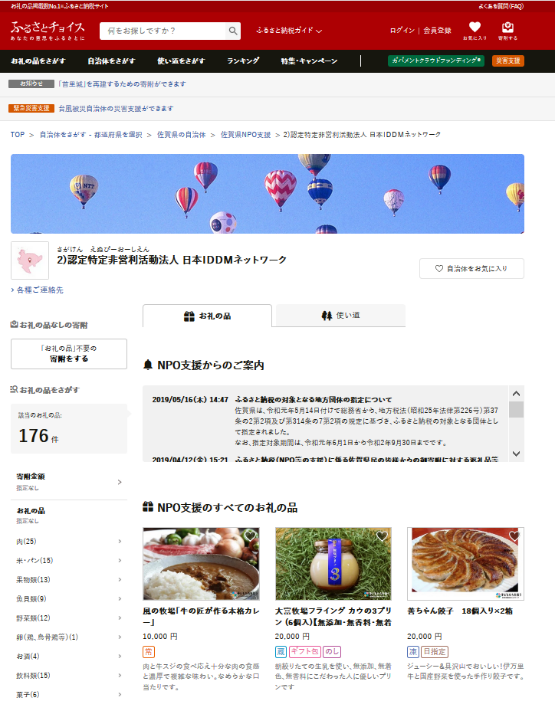 お礼の品掲載数No.1※ふるさと納税サイト
よくある質問(FAQ)
ふるさとチョイス
あなたの意思をふるさとに
何をお探しですか?
ふるさと納税ガイド
ログイン | 会員登録
お気に入り
寄附する
お礼の品をさがす
自治体をさがす
使い道をさがす
ランキング
特集・キャンペーン
ガバメントクラウドファンディング®
災害支援
お知らせ 「首里城」を再建するための寄附ができます
緊急災害支援 台風被災自治体の災害支援ができます
TOP > 自治体をさがす - 都道府県を選択 > 佐賀県の自治体 > 佐賀県NPO支援 > 2)認定特定非営利活動法人 日本IDDMネットワーク
さがけん えぬぴーおーしえん
2)認定特定非営利活動法人 日本IDDMネットワーク
自治体をお気に入り
各種ご連絡先
お礼の品
使い道
お礼の品なしの寄附
「お礼の品」不要の
寄附をする
お礼の品をさがす
該当のお礼の品:
176 件
寄附金額
指定なし
お礼の品
指定なし
肉(25)
米・パン(15)
果物類(13)
魚貝類(9)
野菜類(12)
卵(鶏、烏骨鶏等)(1)
お酒(4)
飲料類(15)
菓子(6)
NPO支援からのご案内
2019/05/16(木) 14:47 ふるさと納税の対象となる地方団体の指定について
佐賀県は、令和元年5月14日付けで総務省から、地方税法(昭和25年法律第226号)第37
条の2第2項及び第314条の7第2項の規定に基づき、ふるさと納税の対象となる団体とし
て指定されました。
なお、指定対象期間は、令和元年6月1日から令和2年9月30日までです。
2019/04/12(金) 15:21 ふるさと納税(NPO等の支援)に係る佐賀県民の皆様からの御寄附に対する返礼品等
NPO支援のすべてのお礼の品
風の牧場「牛の匠が作る本格カレ
ー」
10,000 円
常
肉と牛スジの食べ応え十分な肉の食感
と濃厚で複雑な味わい。なめらかな口
当たりです。
大富牧場フライング カウの3プリ
ン (6個入)【無添加・無香料・無着
20,000 円
蔵 ギフト包 のし
朝絞りたての生乳を使い、無添加、無着
色、無香料にこだわった人に優しいプリ
ンです
善ちゃん餃子 18個入り×2箱
20,000 円
凍 日指定
ジューシー&具沢山でおいしい!伊万里
牛と国産野菜を使った手作り餃子です。